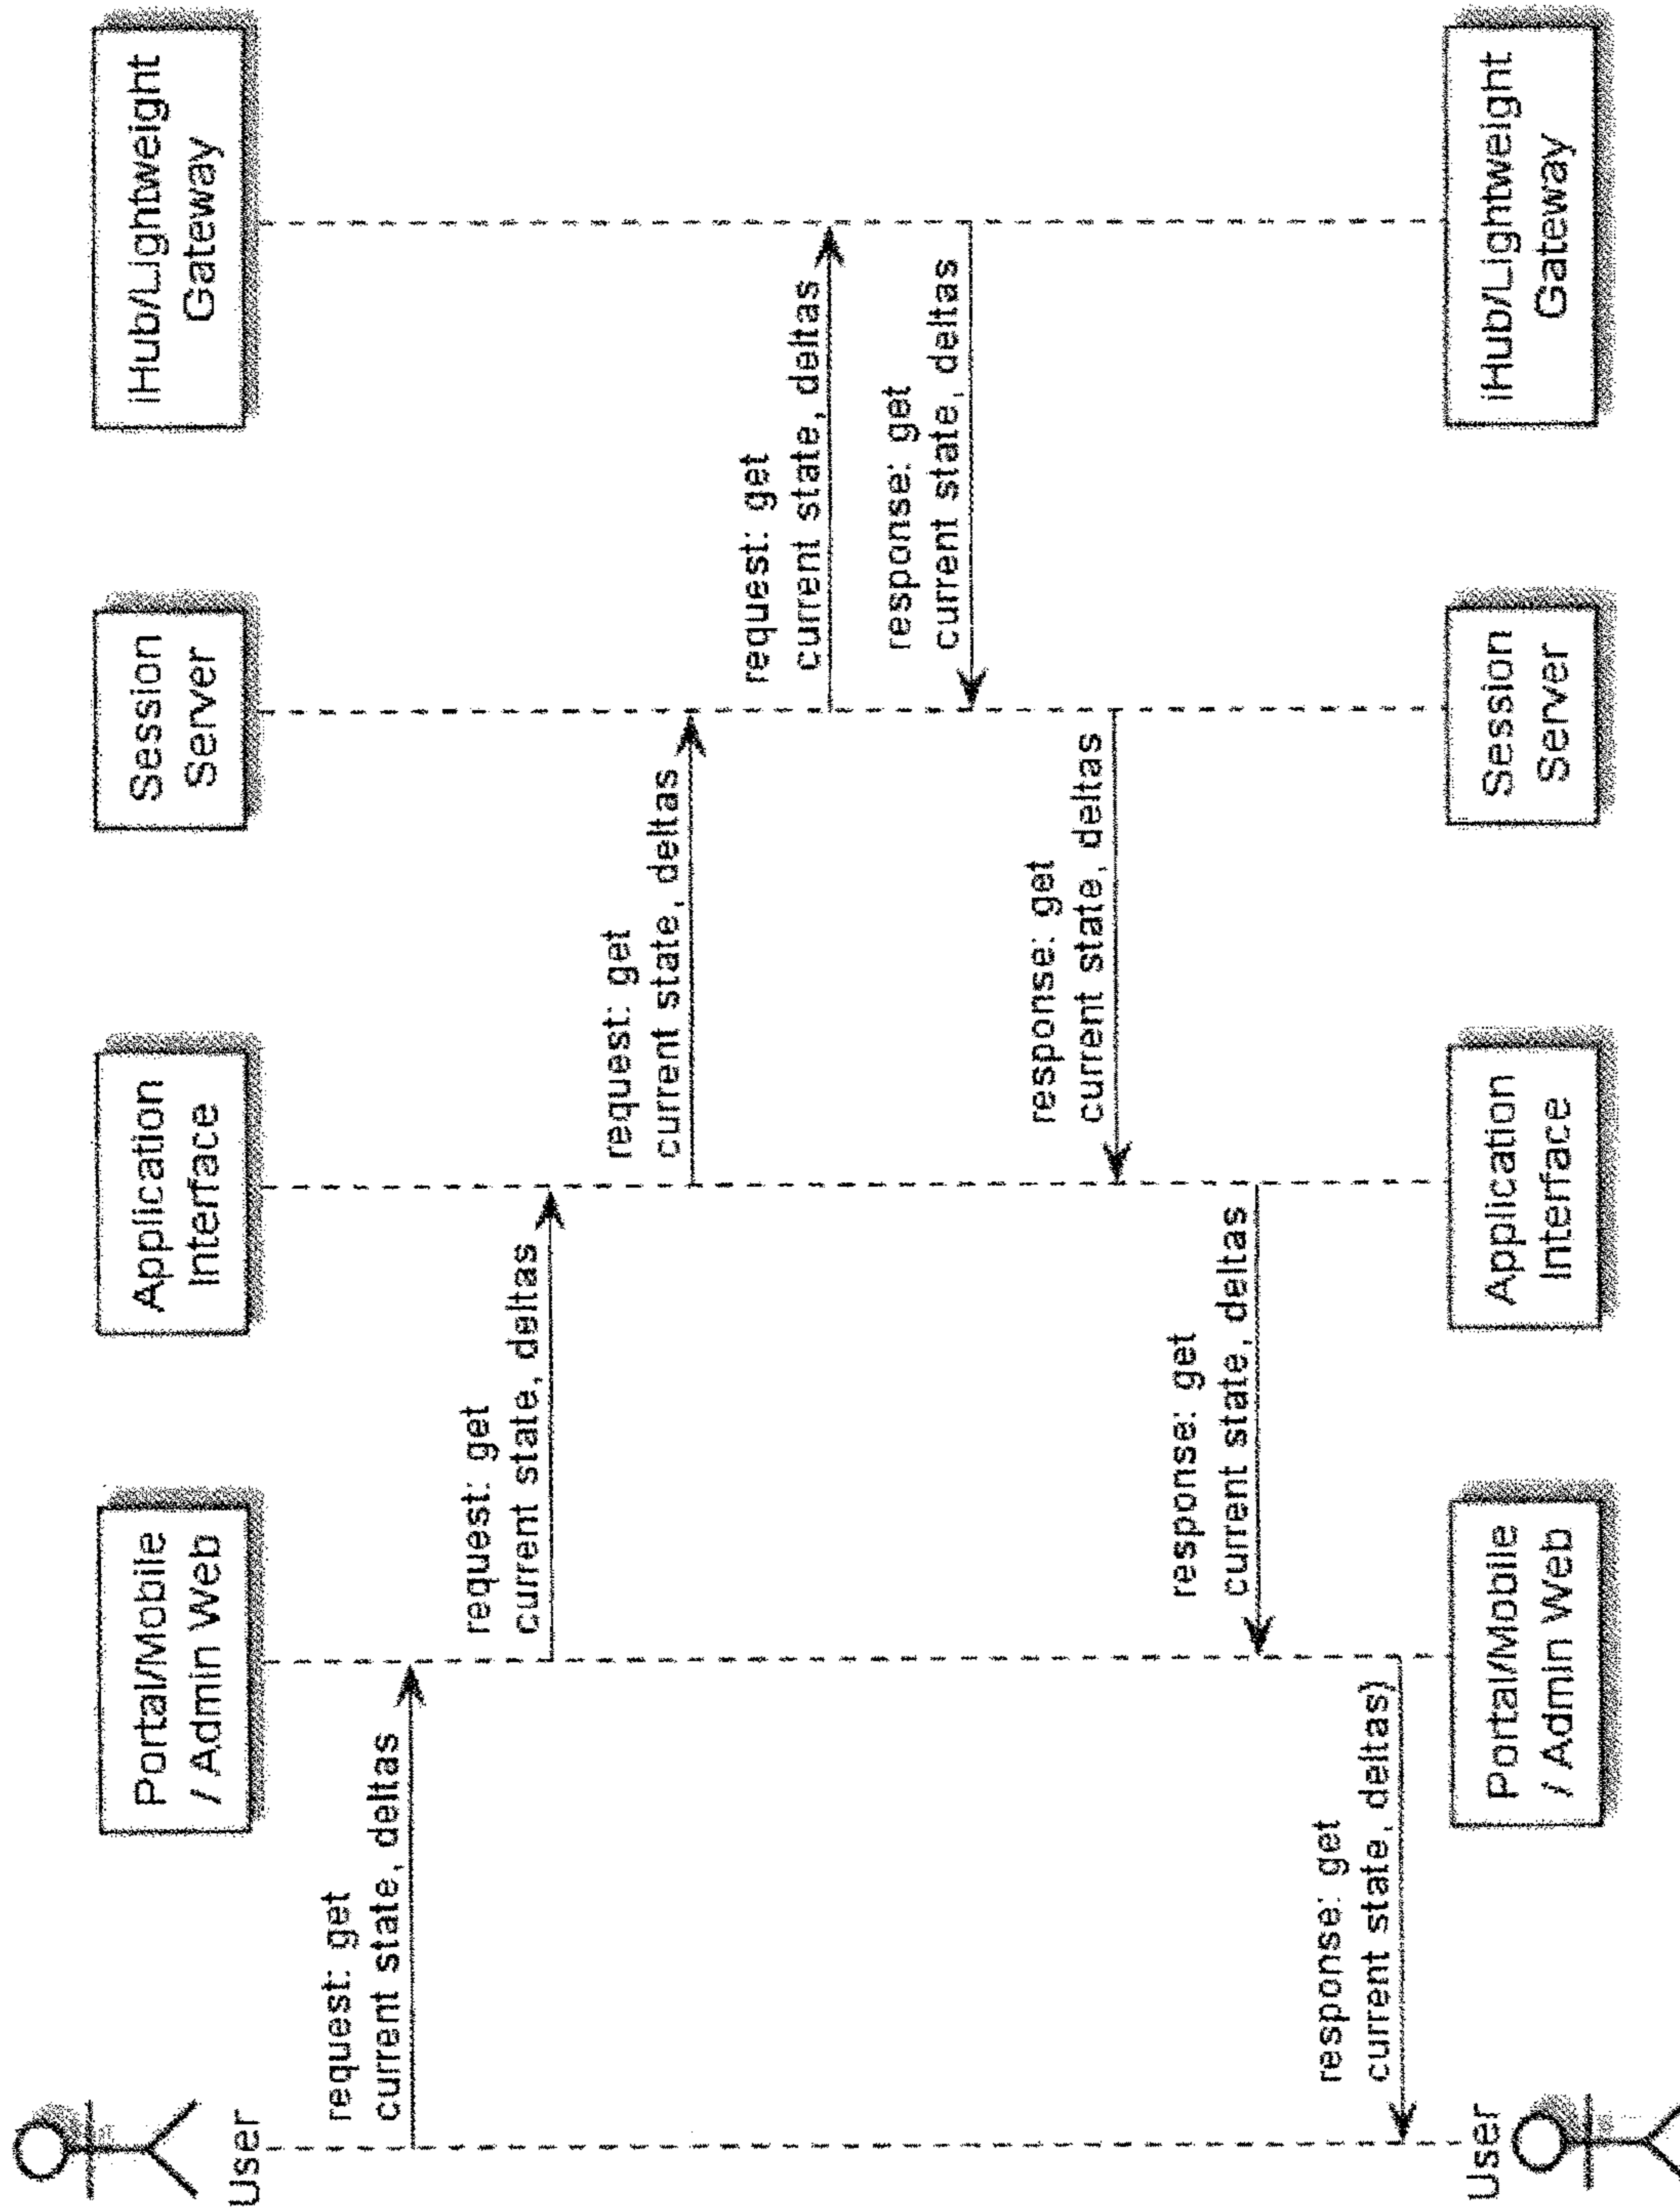 User
Portal/Mobile
/ Admin Web
Application
Interface
Session
Server
iHub/Lightweight
Gateway
request: get
current state, deltas
request: get
current state, deltas
request: get
current state, deltas
request: get
current state, deltas
response: get
current state, deltas
response: get
current state, deltas
response: get
current state, deltas
response: get
current state, deltas)
User
Portal/Mobile
/ Admin Web
Application
Interface
Session
Server
iHub/Lightweight
Gateway